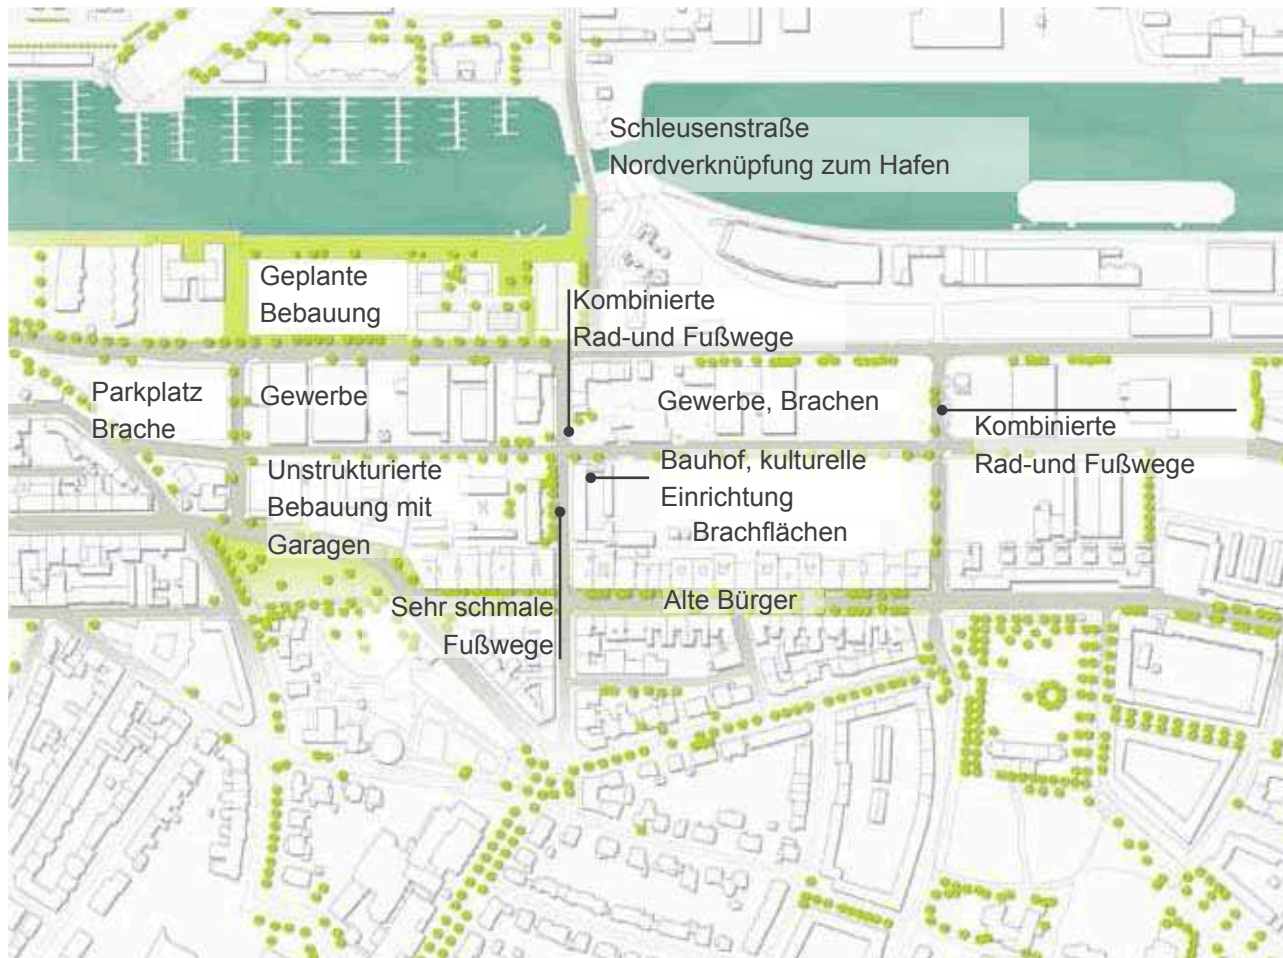 Schleusenstraße
Nordverknüpfung zum Hafen
Geplante
Bebauung
Kombinierte
Rad-und Fußwege
Parkplatz
Brache
Gewerbe
Gewerbe, Brachen
Kombinierte
Rad-und Fußwege
Unstrukturierte
Bebauung mit
Garagen
Bauhof, kulturelle
Einrichtung
Brachflächen
Sehr schmale
Fußwege
Alte Bürger